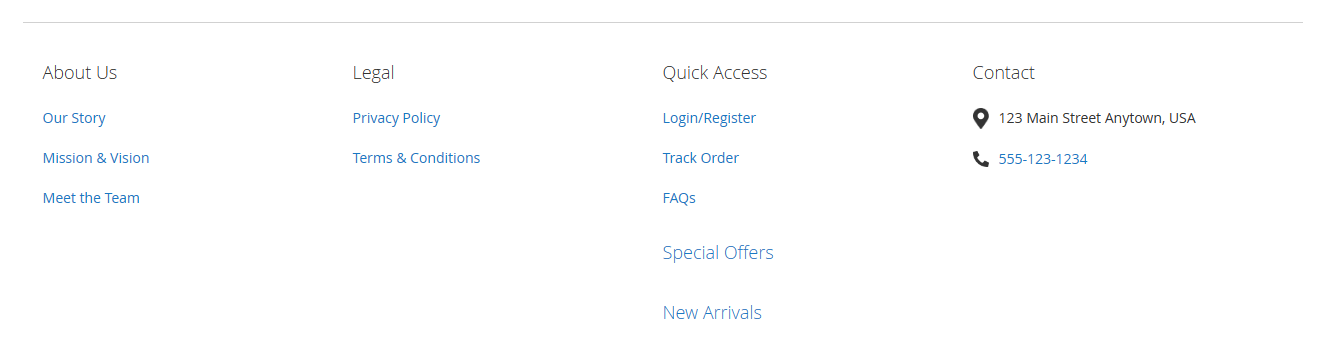 About Us
Our Story
Mission & Vision
Meet the Team
Legal
Privacy Policy
Terms & Conditions
Quick Access
Login/Register
Track Order
FAQs
Special Offers
New Arrivals
Contact
123 Main Street Anytown, USA
555-123-1234